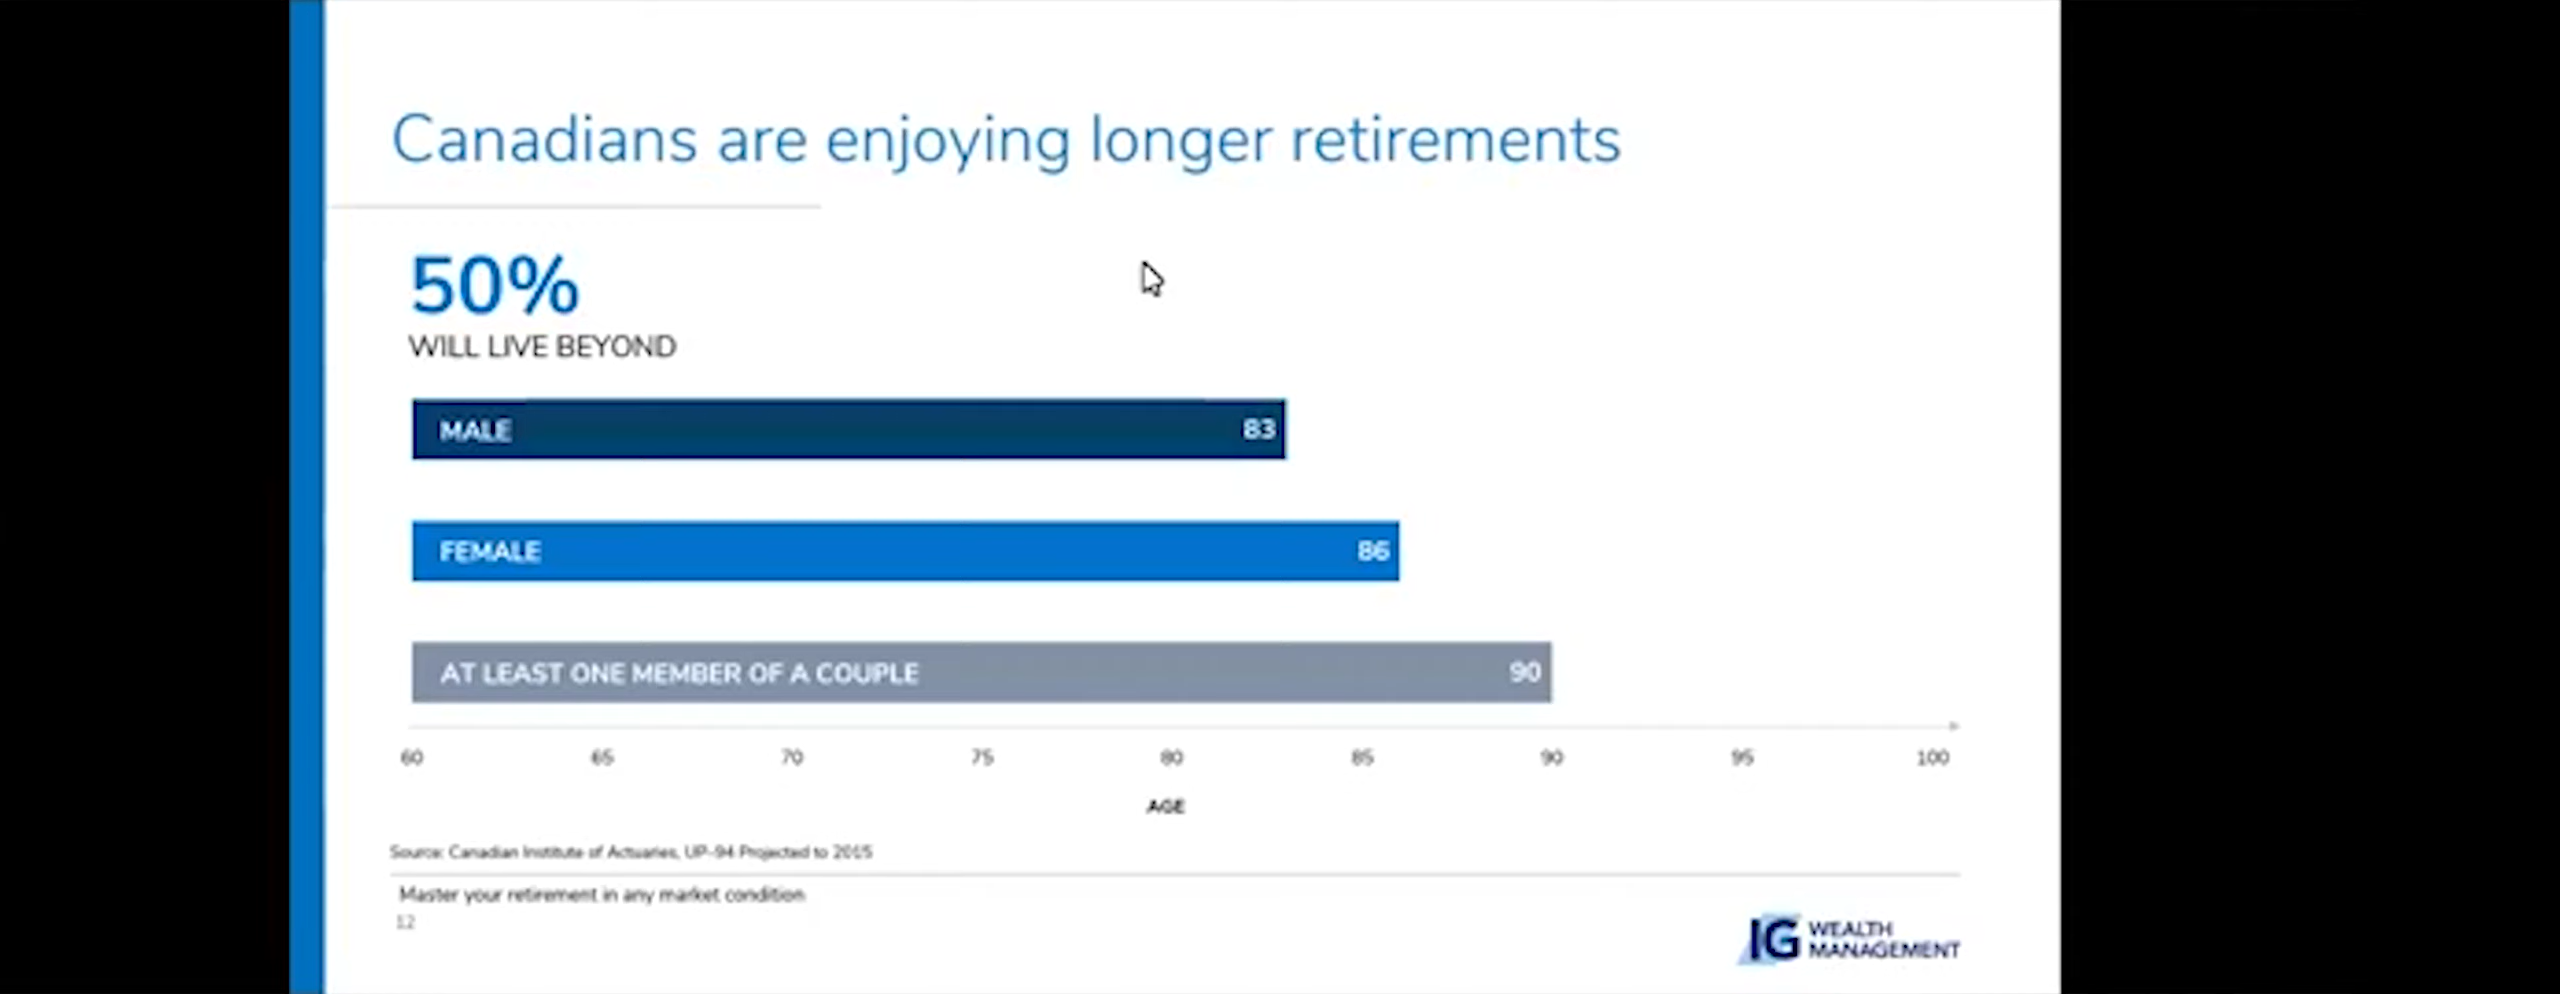 Canadians are enjoying longer retirements
50%
WILL LIVE BEYOND
MALE 83
FEMALE 86
AT LEAST ONE MEMBER OF A COUPLE 90
60 65 70 75 80 85 90 95 100
AGE
Source: Canadian Institute of Actuaries, UP-94 Projected to 2015
Master your retirement in any market condition
12
IG WEALTH
MANAGEMENT